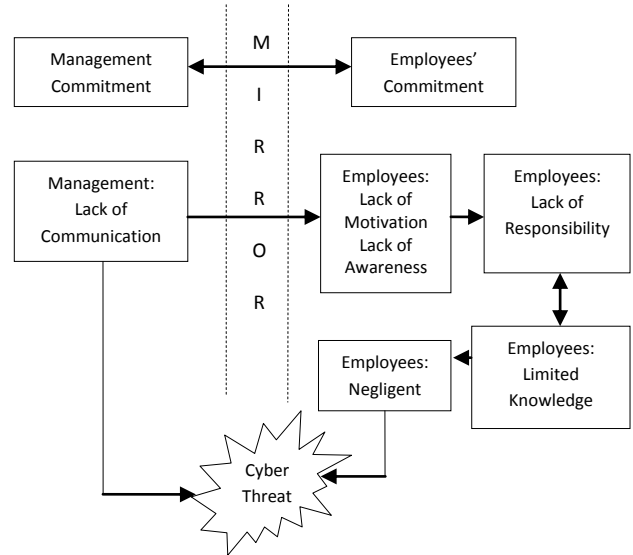 Management
Commitment
M
I
R
R
R
O
R
Employees’
Commitment
Management:
Lack of
Communication
Employees:
Lack of
Motivation
Lack of
Awareness
Employees:
Lack of
Responsibility
Employees:
Negligent
Employees:
Limited
Knowledge
Cyber
Threat